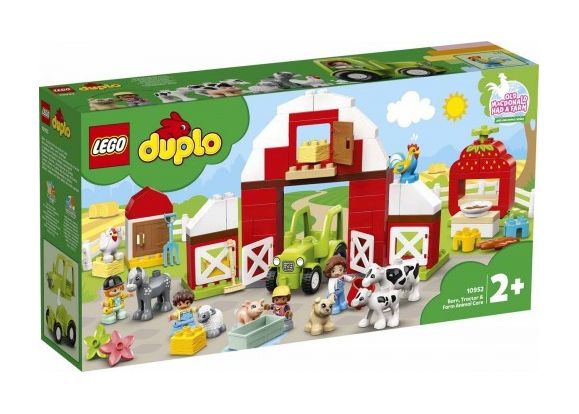 LEGO
duplo
OLD
MACDONALD
HAD A FARM
10952
Barn, Tractor &
Farm Animal Care
2+